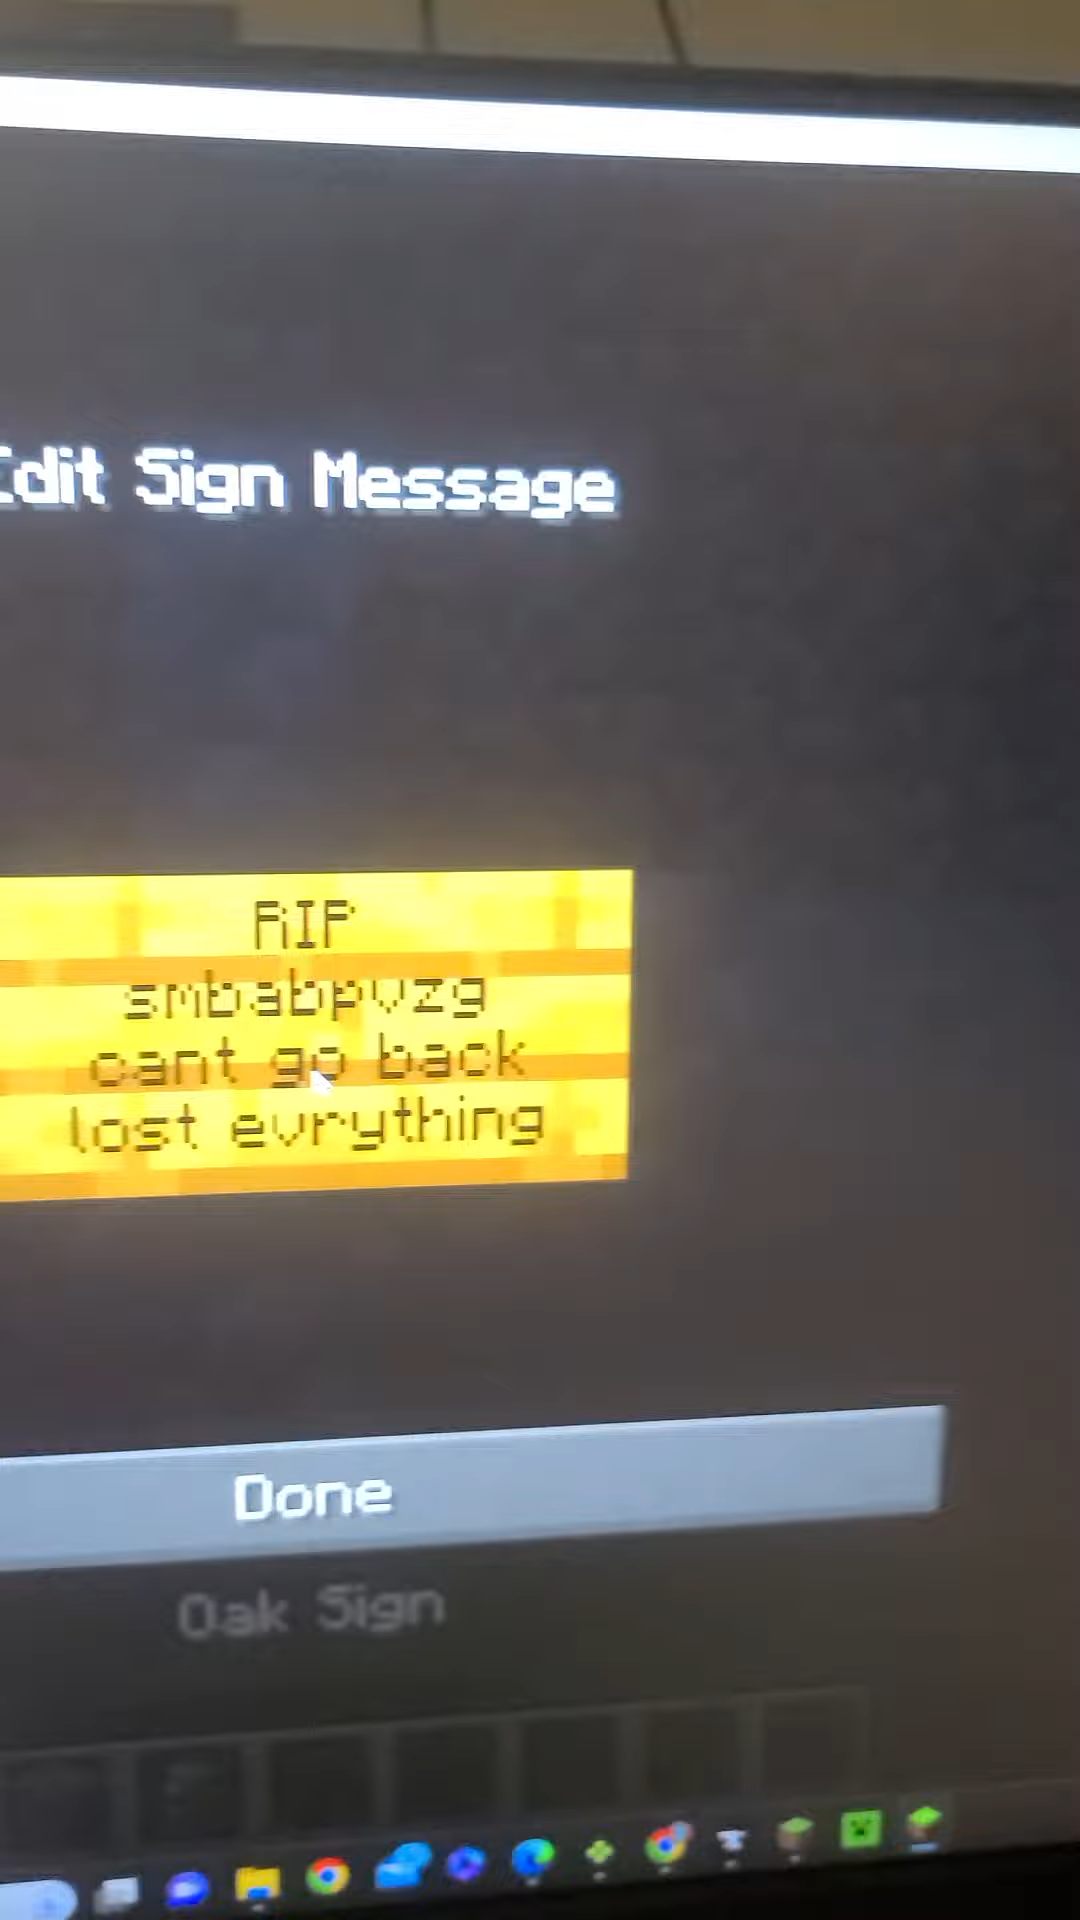 Edit Sign Message
RIP
smbabpvzg
cant go back
lost evrything
Done
Oak Sign